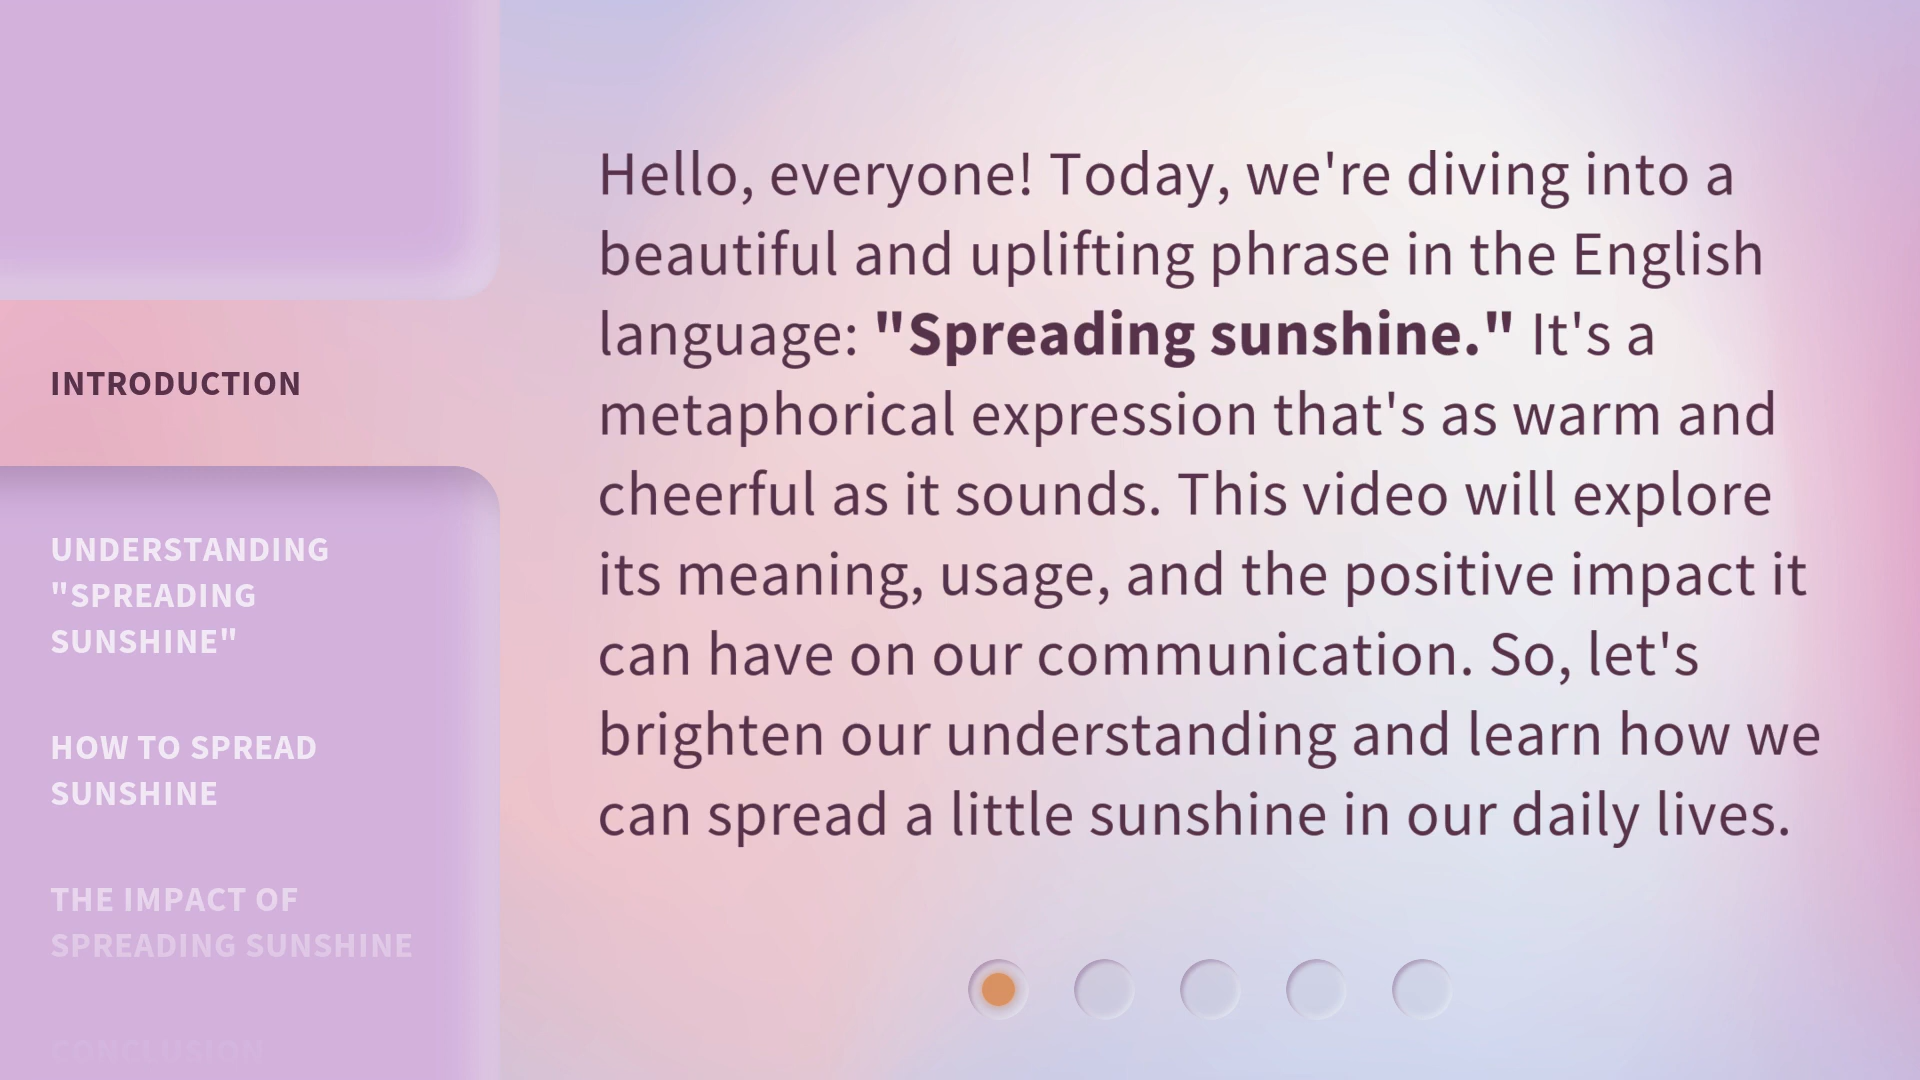 INTRODUCTION
UNDERSTANDING
"SPREADING
SUNSHINE"
HOW TO SPREAD
SUNSHINE
THE IMPACT OF
SPREADING SUNSHINE
CONCLUSION
Hello, everyone! Today, we're diving into a
beautiful and uplifting phrase in the English
language: "Spreading sunshine." It's a
metaphorical expression that's as warm and
cheerful as it sounds. This video will explore
its meaning, usage, and the positive impact it
can have on our communication. So, let's
brighten our understanding and learn how we
can spread a little sunshine in our daily lives.